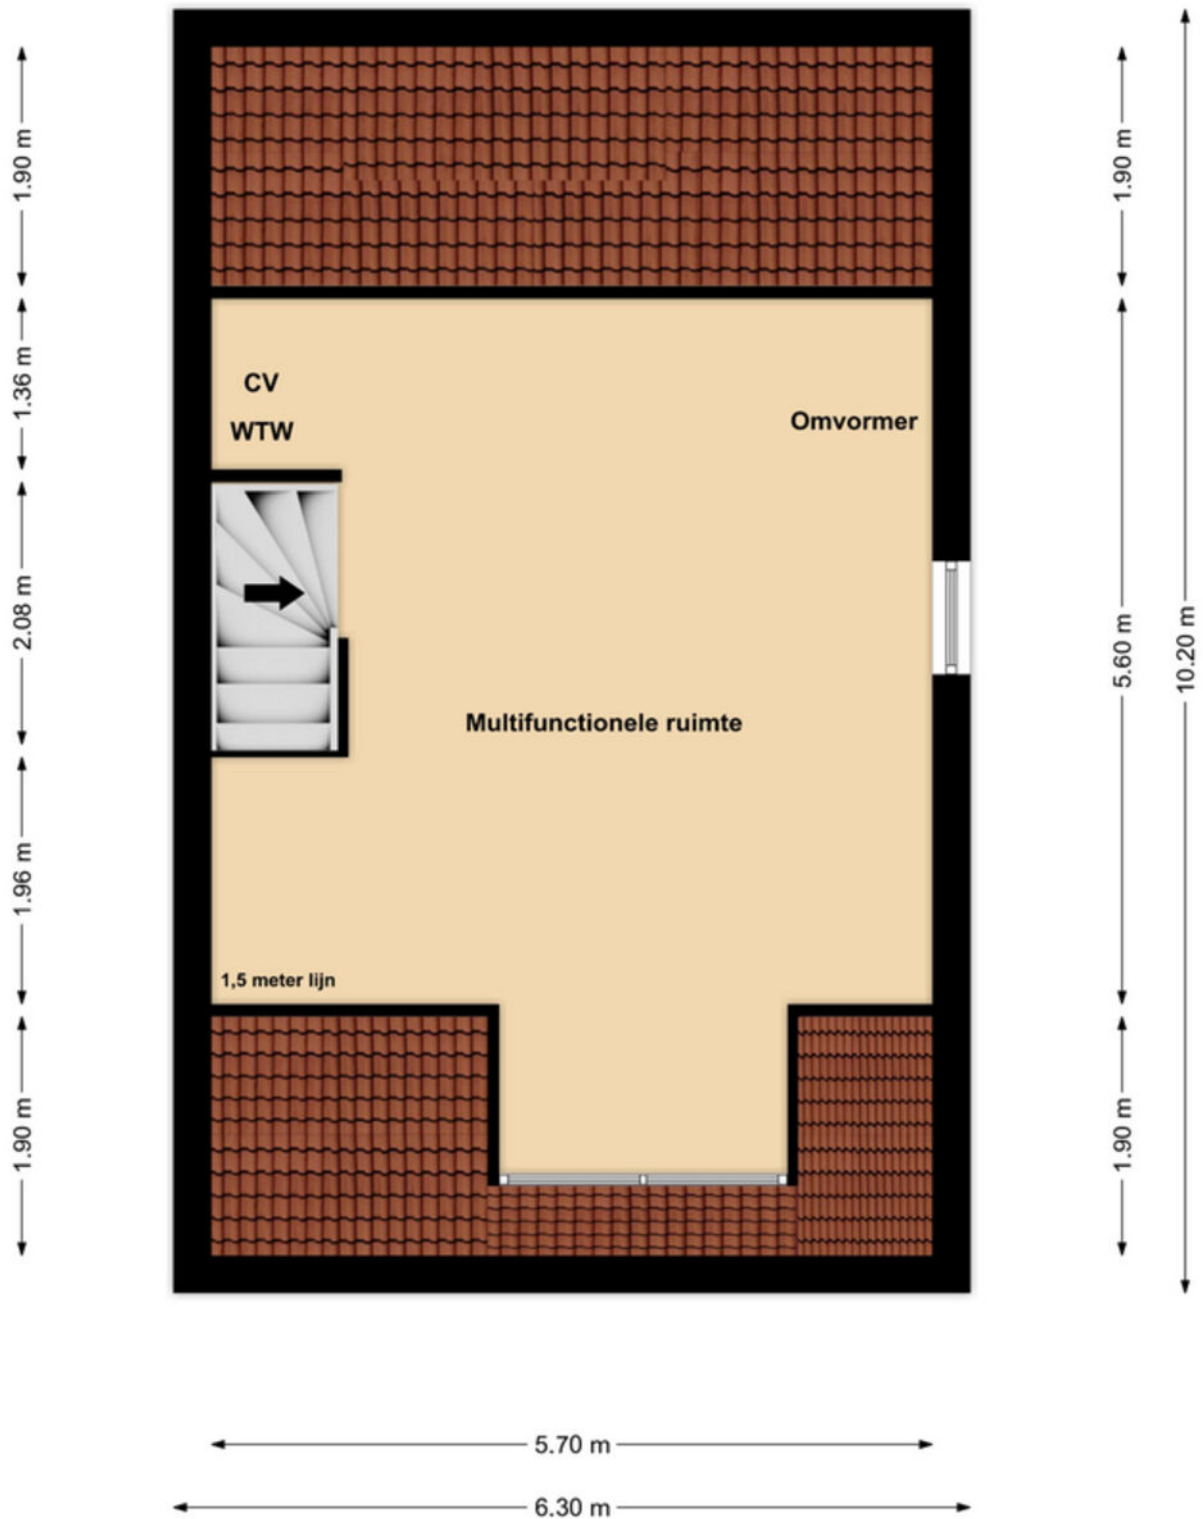 CV
WTW
Omvormer
Multifunctionele ruimte
1,5 meter lijn
1.90 m
1.36 m
2.08 m
1.96 m
1.90 m
1.90 m
5.60 m
1.90 m
10.20 m
5.70 m
6.30 m